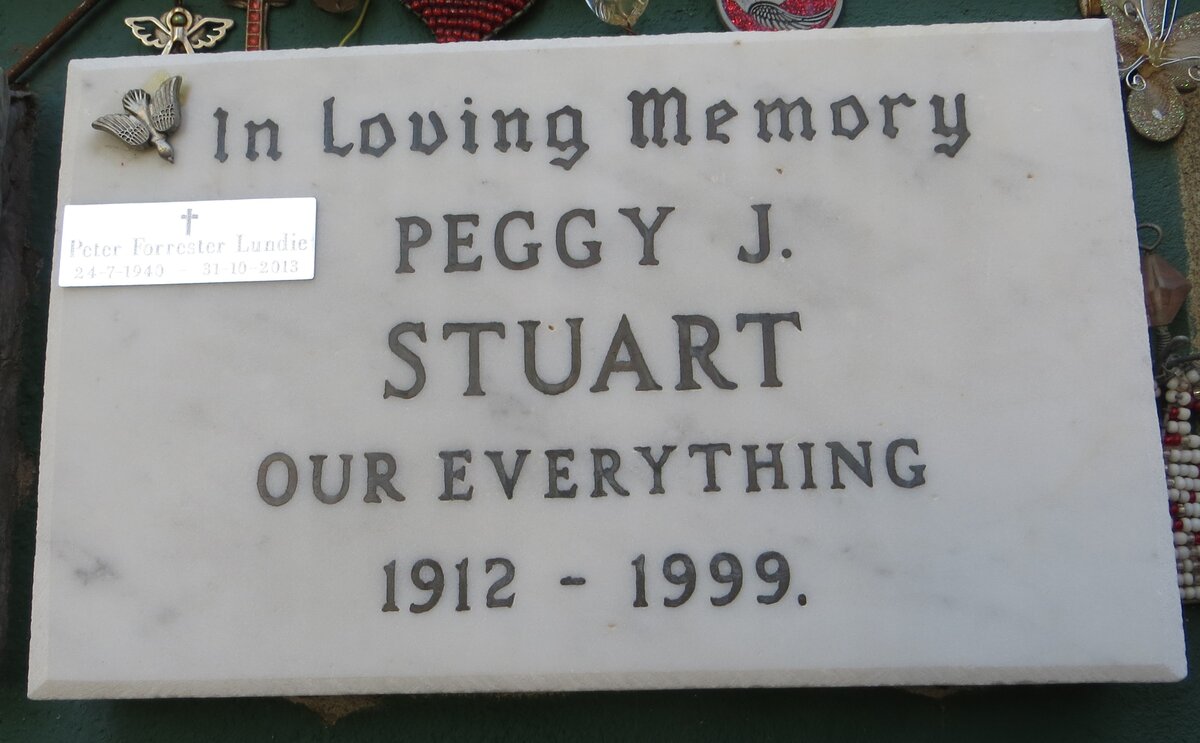 In Loving Memory
Peter Forrester Lundie
24-7-1940 - 31-10-2013
PEGGY J.
STUART
OUR EVERYTHING
1912 - 1999.